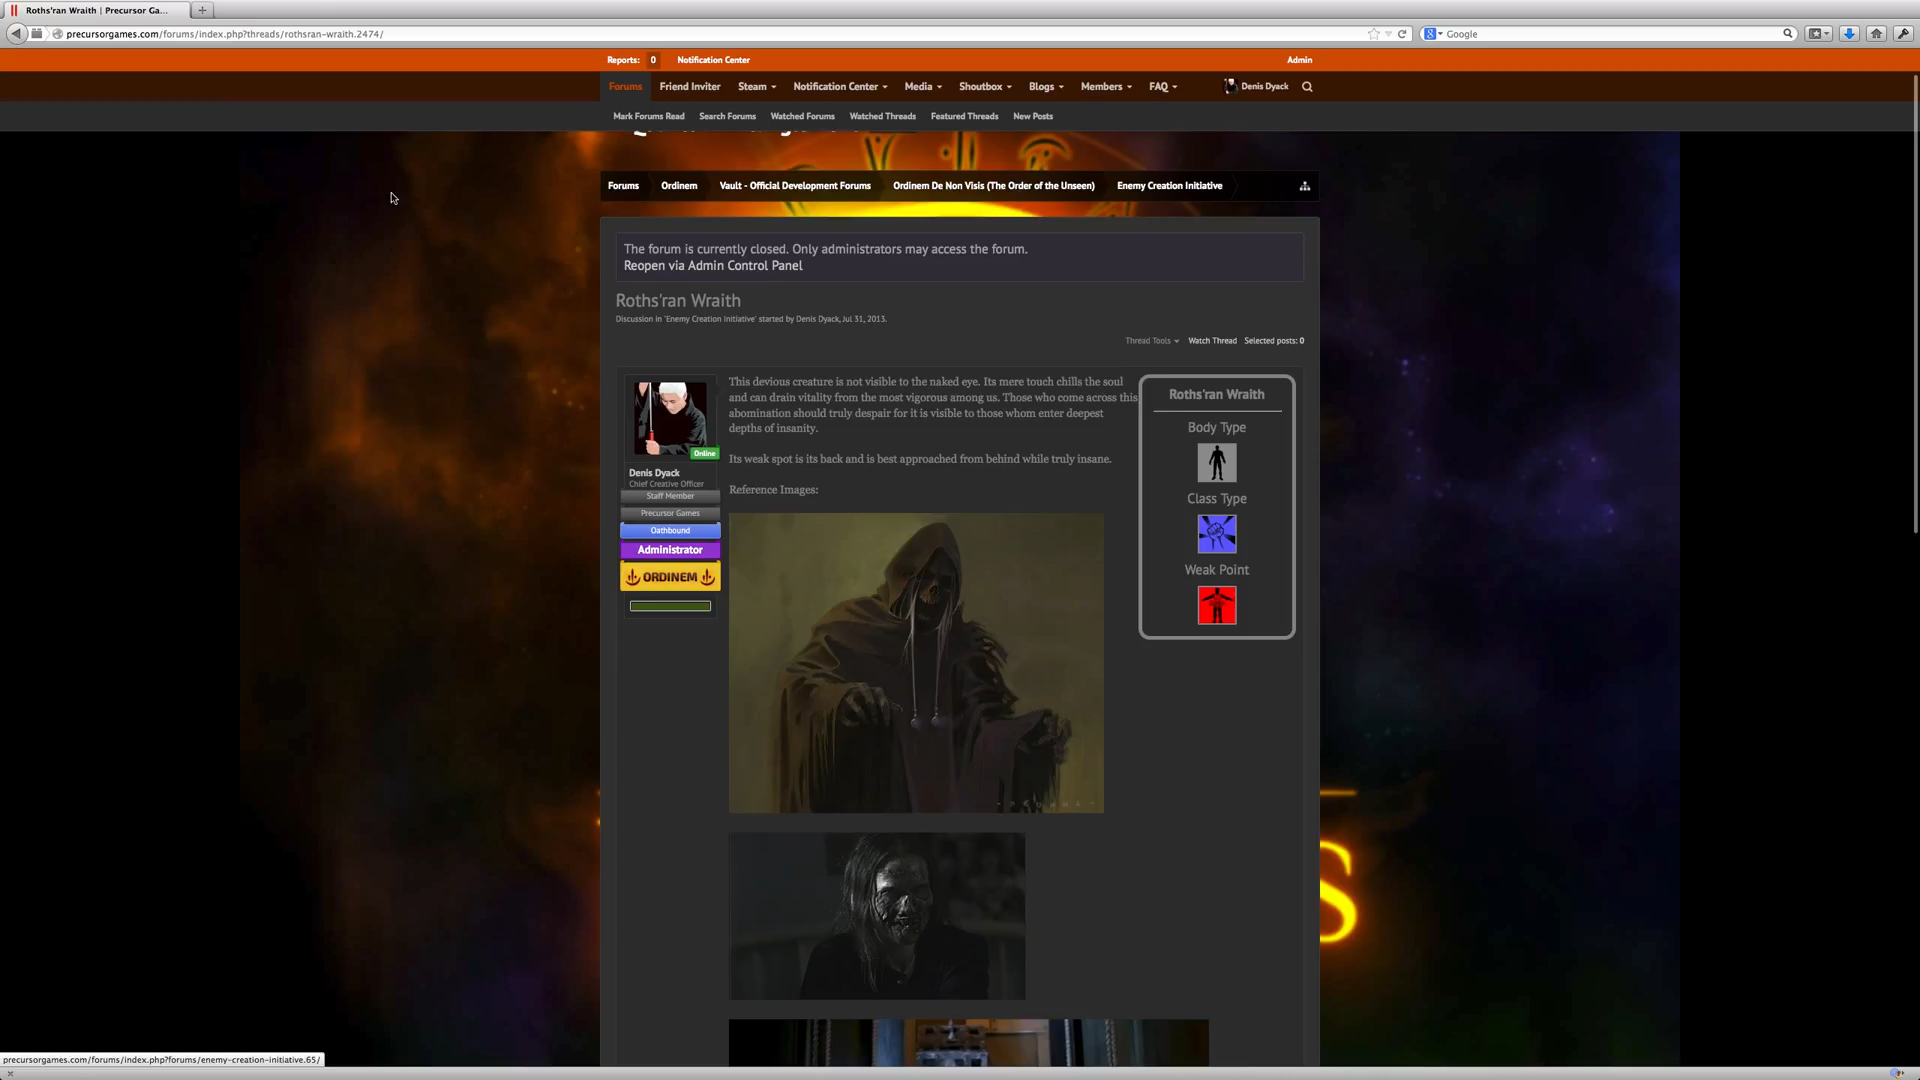 Roths'ran Wraith | Precursor Ga...
precursorgames.com/forums/index.php?threads/rothsran-wraith.2474/
Google
Reports: 0 Notification Center Admin
Forums Friend Inviter Steam Notification Center Media Shoutbox Blogs Members FAQ Denis Dyack
Mark Forums Read Search Forums Watched Forums Watched Threads Featured Threads New Posts
Forums Ordinem Vault - Official Development Forums Ordinem De Non Visis (The Order of the Unseen) Enemy Creation Initiative
The forum is currently closed. Only administrators may access the forum.
Reopen via Admin Control Panel
Roths'ran Wraith
Discussion in 'Enemy Creation Initiative' started by Denis Dyack, Jul 31, 2013.
Thread Tools Watch Thread Selected posts: 0
Online
Denis Dyack
Chief Creative Officer
Staff Member
Precursor Games
Oathbound
Administrator
ORDINEM
This devious creature is not visible to the naked eye. Its mere touch chills the soul
and can drain vitality from the most vigorous among us. Those who come across this
abomination should truly despair for it is visible to those whom enter deepest
depths of insanity.
Its weak spot is its back and is best approached from behind while truly insane.
Reference Images:
Roths'ran Wraith
Body Type
Class Type
Weak Point
precursorgames.com/forums/index.php?forums/enemy-creation-initiative.65/